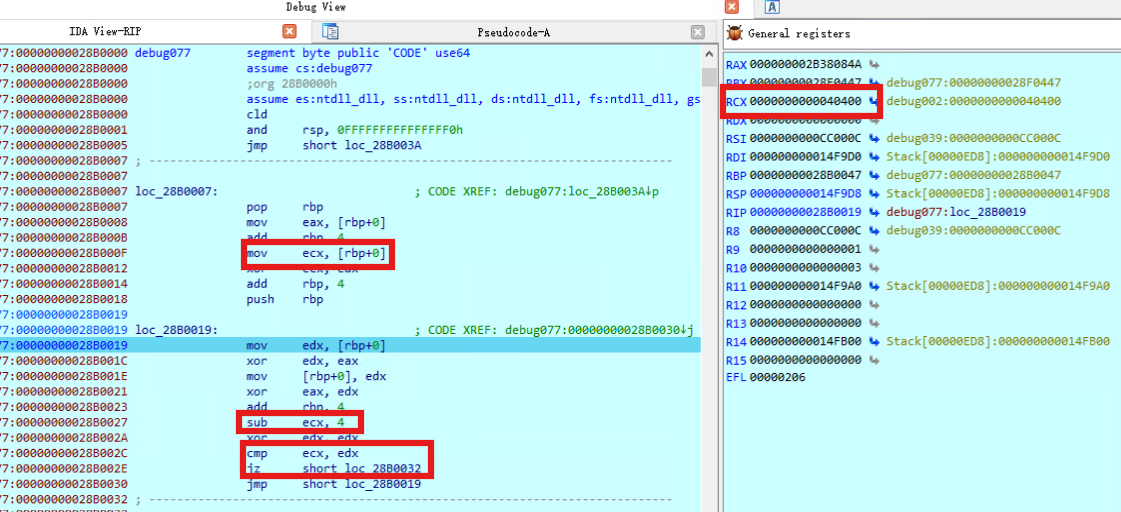 Debug View
IDA View-RIP
Pseudocode-A
77:00000000028B0000 debug077 segment byte public 'CODE' use64
77:00000000028B0000 assume cs:debug077
77:00000000028B0000 ;org 28B0000h
77:00000000028B0000 assume es:ntdll_dll, ss:ntdll_dll, ds:ntdll_dll, fs:ntdll_dll, gs
77:00000000028B0000 cld
77:00000000028B0001 and rsp, 0FFFFFFFFFFFFFFF0h
77:00000000028B0005 jmp short loc_28B003A
77:00000000028B0007 ; ---------------------------------------------------------------------------
77:00000000028B0007
77:00000000028B0007 loc_28B0007: ; CODE XREF: debug077:loc_28B003A↓p
77:00000000028B0007 pop rbp
77:00000000028B0008 mov eax, [rbp+0]
77:00000000028B000B add rbp, 4
77:00000000028B000F mov ecx, [rbp+0]
77:00000000028B0012 xor ecx, eax
77:00000000028B0014 add rbp, 4
77:00000000028B0018 push rbp
77:00000000028B0019
77:00000000028B0019 loc_28B0019: ; CODE XREF: debug077:00000000028B0030↓j
77:00000000028B0019 mov edx, [rbp+0]
77:00000000028B001C xor edx, eax
77:00000000028B001E mov [rbp+0], edx
77:00000000028B0021 xor eax, edx
77:00000000028B0023 add rbp, 4
77:00000000028B0027 sub ecx, 4
77:00000000028B002A xor edx, edx
77:00000000028B002C cmp ecx, edx
77:00000000028B002E jz short loc_28B0032
77:00000000028B0030 jmp short loc_28B0019
77:00000000028B0032 ; ---------------------------------------------------------------------------
A
General registers
RAX 000000002B38084A
RBX 00000000028F0447 debug077:00000000028F0447
RCX 0000000000040400 debug002:0000000000040400
RDX 0000000000000000
RSI 0000000000CC000C debug039:0000000000CC000C
RDI 000000000014F9D0 Stack[00000ED8]:000000000014F9D0
RBP 00000000028B0047 debug077:00000000028B0047
RSP 000000000014F9D8 Stack[00000ED8]:000000000014F9D8
RIP 00000000028B0019 debug077:loc_28B0019
R8 0000000000CC000C debug039:0000000000CC000C
R9 0000000000000001
R10 0000000000000003
R11 000000000014F9A0 Stack[00000ED8]:000000000014F9A0
R12 0000000000000000
R13 0000000000000000
R14 000000000014FB00 Stack[00000ED8]:000000000014FB00
R15 0000000000000000
EFL 00000206